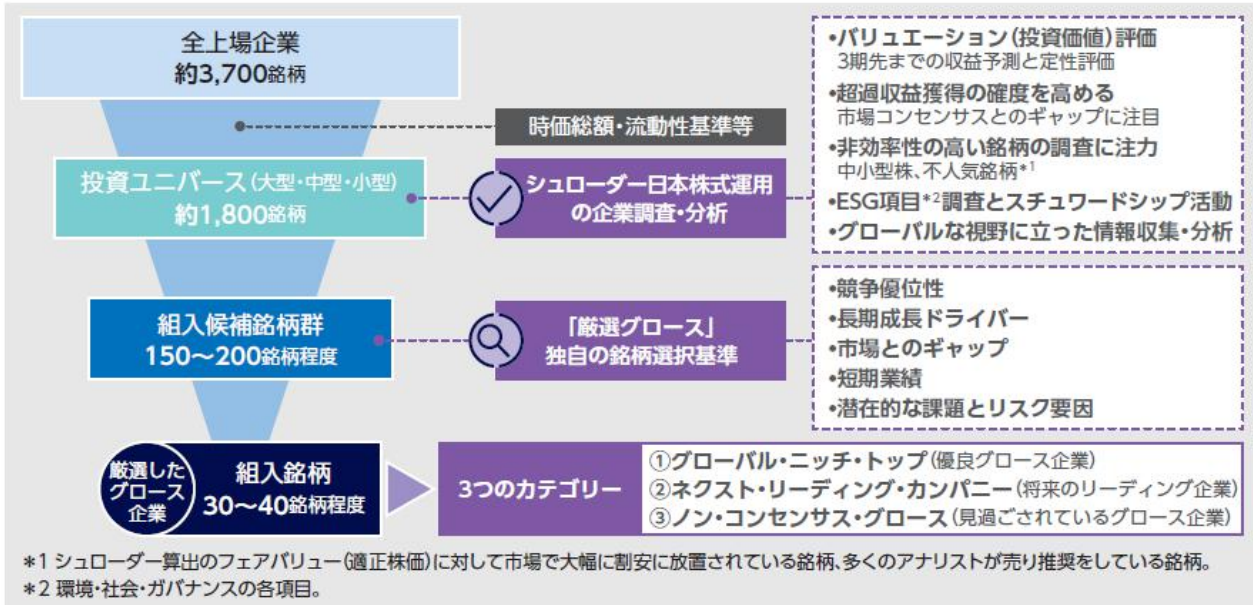 全上場企業
約3,700銘柄
時価総額・流動性基準等
投資ユニバース(大型・中型・小型)
約1,800銘柄
シュローダー日本株式運用
の企業調査・分析
•バリュエーション(投資価値)評価
3期先までの収益予測と定性評価
•超過収益獲得の確度を高める
市場コンセンサスとのギャップに注目
•非効率性の高い銘柄の調査に注力
中小型株、不人気銘柄*1
•ESG項目*2調査とスチュワードシップ活動
•グローバルな視野に立った情報収集・分析
組入候補銘柄群
150〜200銘柄程度
「厳選グロース」
独自の銘柄選択基準
•競争優位性
•長期成長ドライバー
•市場とのギャップ
•短期業績
•潜在的な課題とリスク要因
厳選した
グロース
企業
組入銘柄
30〜40銘柄程度
3つのカテゴリー
①グローバル・ニッチ・トップ(優良グロース企業)
②ネクスト・リーディング・カンパニー(将来のリーディング企業)
③ノン・コンセンサス・グロース(見過ごされているグロース企業)
*1 シュローダー算出のフェアバリュー(適正株価)に対して市場で大幅に割安に放置されている銘柄、多くのアナリストが売り推奨をしている銘柄。
*2 環境・社会・ガバナンスの各項目。